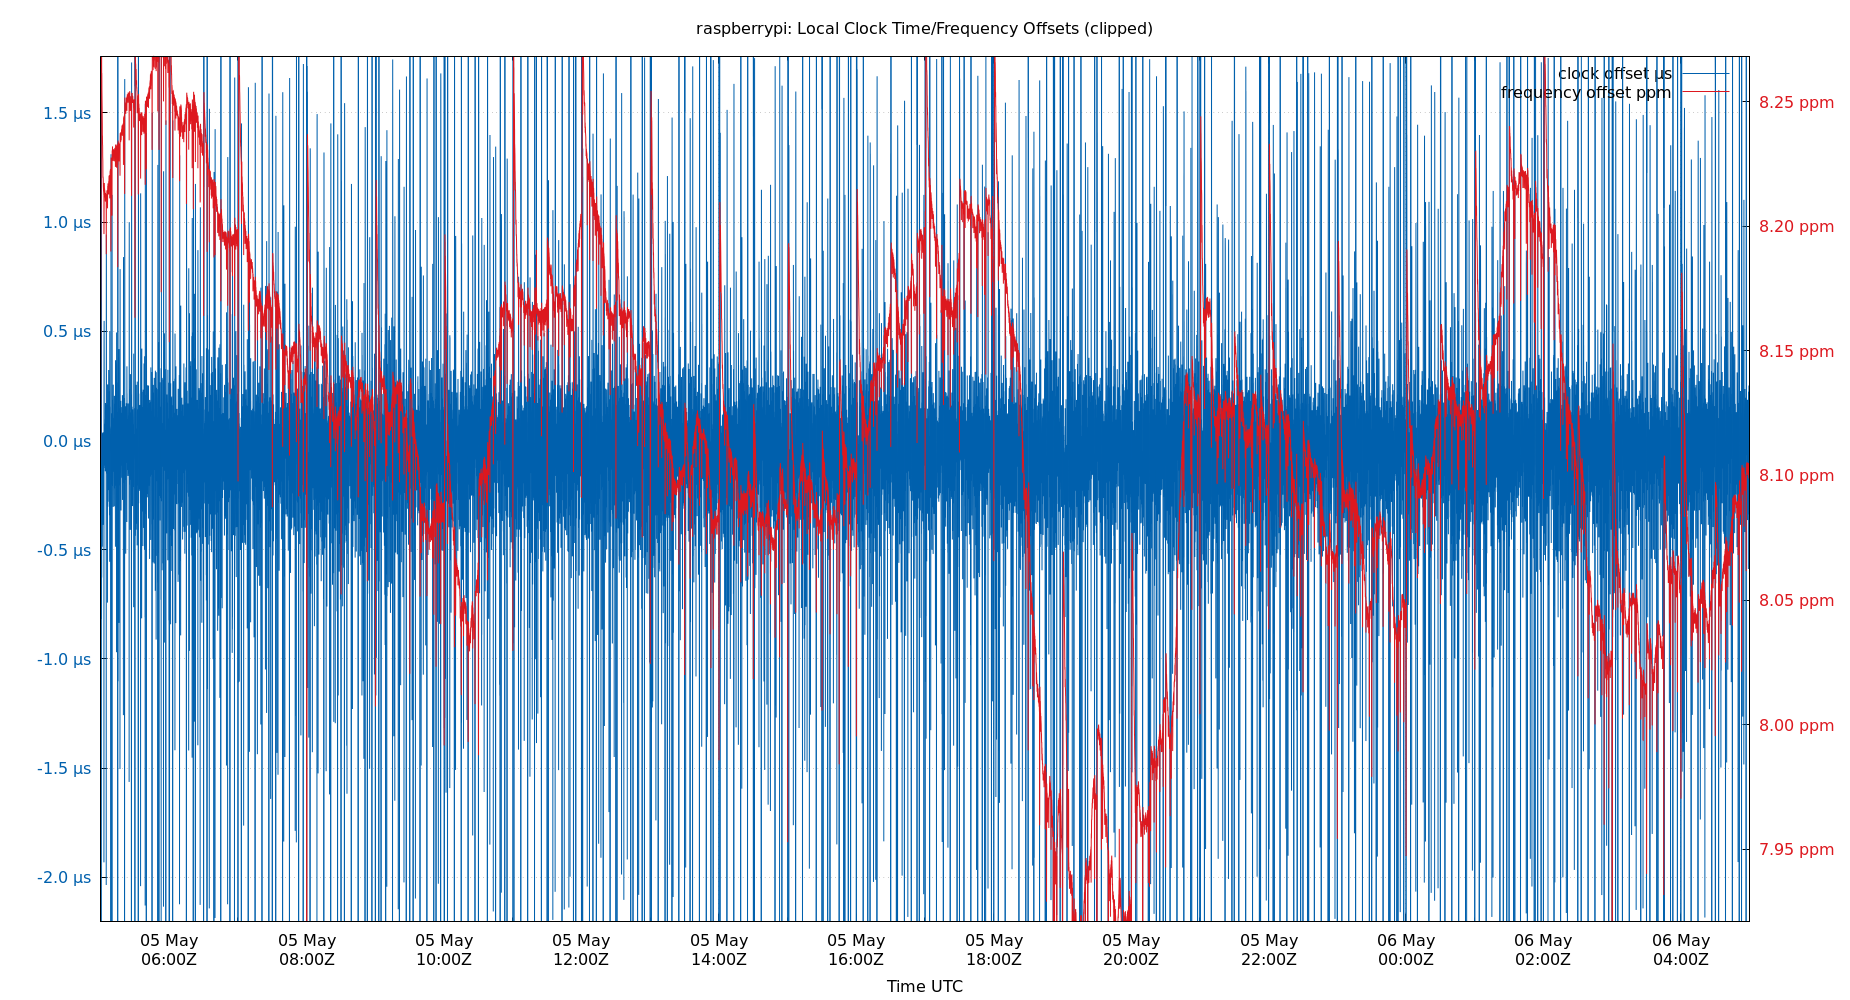 raspberrypi: Local Clock Time/Frequency Offsets (clipped)
clock offset µs
frequency offset ppm
1.5 µs
1.0 µs
0.5 µs
0.0 µs
-0.5 µs
-1.0 µs
-1.5 µs
-2.0 µs
8.25 ppm
8.20 ppm
8.15 ppm
8.10 ppm
8.05 ppm
8.00 ppm
7.95 ppm
05 May
06:00Z
05 May
08:00Z
05 May
10:00Z
05 May
12:00Z
05 May
14:00Z
05 May
16:00Z
05 May
18:00Z
05 May
20:00Z
05 May
22:00Z
06 May
00:00Z
06 May
02:00Z
06 May
04:00Z
Time UTC